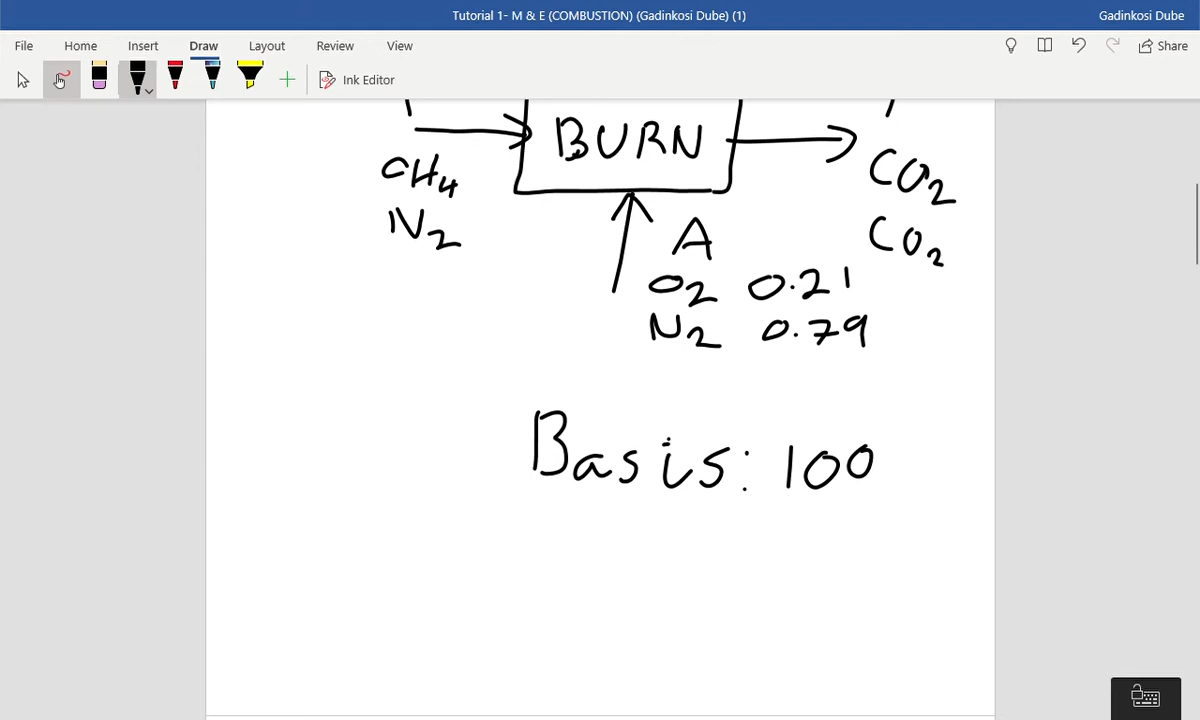 Tutorial 1- M & E (COMBUSTION) (Gadinkosi Dube) (1)
Gadinkosi Dube
File Home Insert Draw Layout Review View
Share
Ink Editor
BURN
CH4
N2
CO2
CO2
A
O2 0.21
N2 0.79
Basis: 100